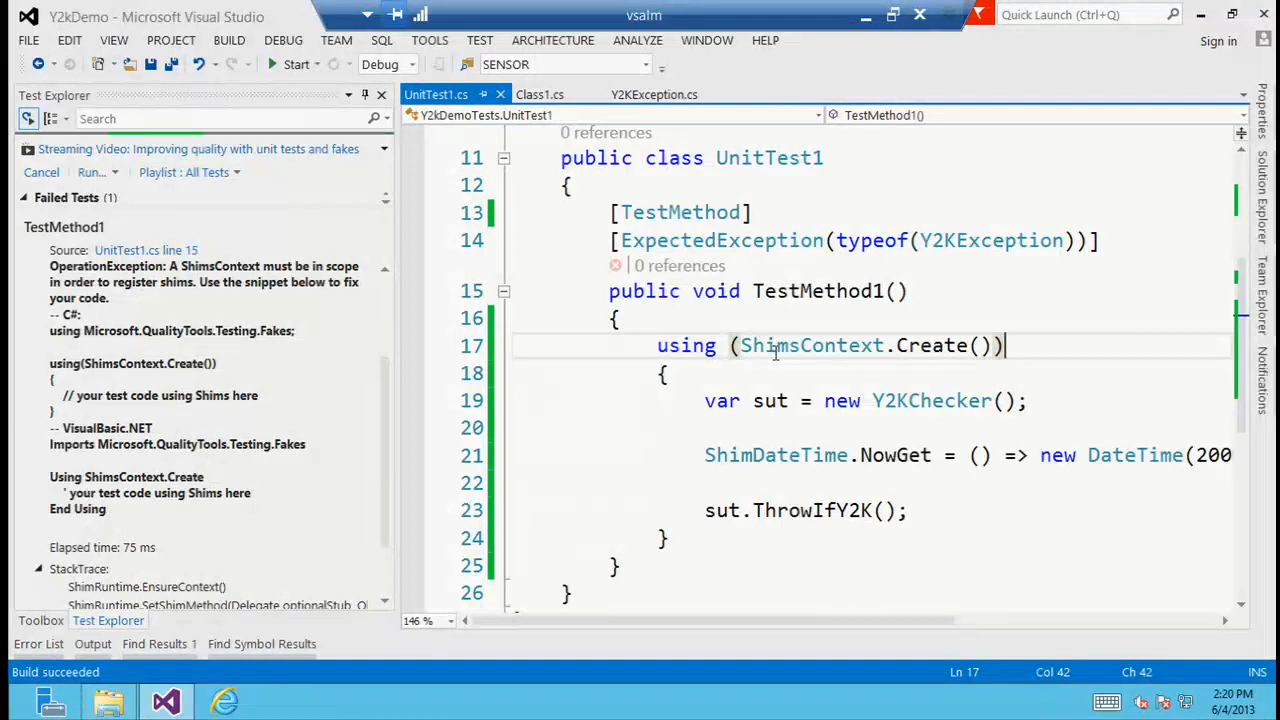 Y2kDemo - Microsoft Visual Studio
vsalm
Quick Launch (Ctrl+Q)
FILE EDIT VIEW PROJECT BUILD DEBUG TEAM SQL TOOLS TEST ARCHITECTURE ANALYZE WINDOW HELP
Sign in
Start Debug SENSOR
Test Explorer
Search
Streaming Video: Improving quality with unit tests and fakes
Cancel Run... Playlist : All Tests
Failed Tests (1)
TestMethod1
Source: UnitTest1.cs line 15
OperationException: A ShimsContext must be in scope
in order to register shims. Use the snippet below to fix
your code.
-- C#:
using Microsoft.QualityTools.Testing.Fakes;
using(ShimsContext.Create())
{
// your test code using Shims here
}
-- VisualBasic.NET
Imports Microsoft.QualityTools.Testing.Fakes
Using ShimsContext.Create
' your test code using Shims here
End Using
Elapsed time: 75 ms
StackTrace:
ShimRuntime.EnsureContext()
ShimRuntime.SetShimMethod(Delegate optionalStub, O
Toolbox Test Explorer
UnitTest1.cs Class1.cs Y2KException.cs
Y2kDemoTests.UnitTest1 TestMethod1()
0 references
11 public class UnitTest1
12 {
13 [TestMethod]
14 [ExpectedException(typeof(Y2KException))]
0 references
15 public void TestMethod1()
16 {
17 using (ShimsContext.Create())
18 {
19 var sut = new Y2KChecker();
20
21 ShimDateTime.NowGet = () => new DateTime(200
22
23 sut.ThrowIfY2K();
24 }
25 }
26 }
146 %
Properties
Solution Explorer
Team Explorer
Notifications
Error List Output Find Results 1 Find Symbol Results
Build succeeded
Ln 17 Col 42 Ch 42 INS
2:20 PM
6/4/2013